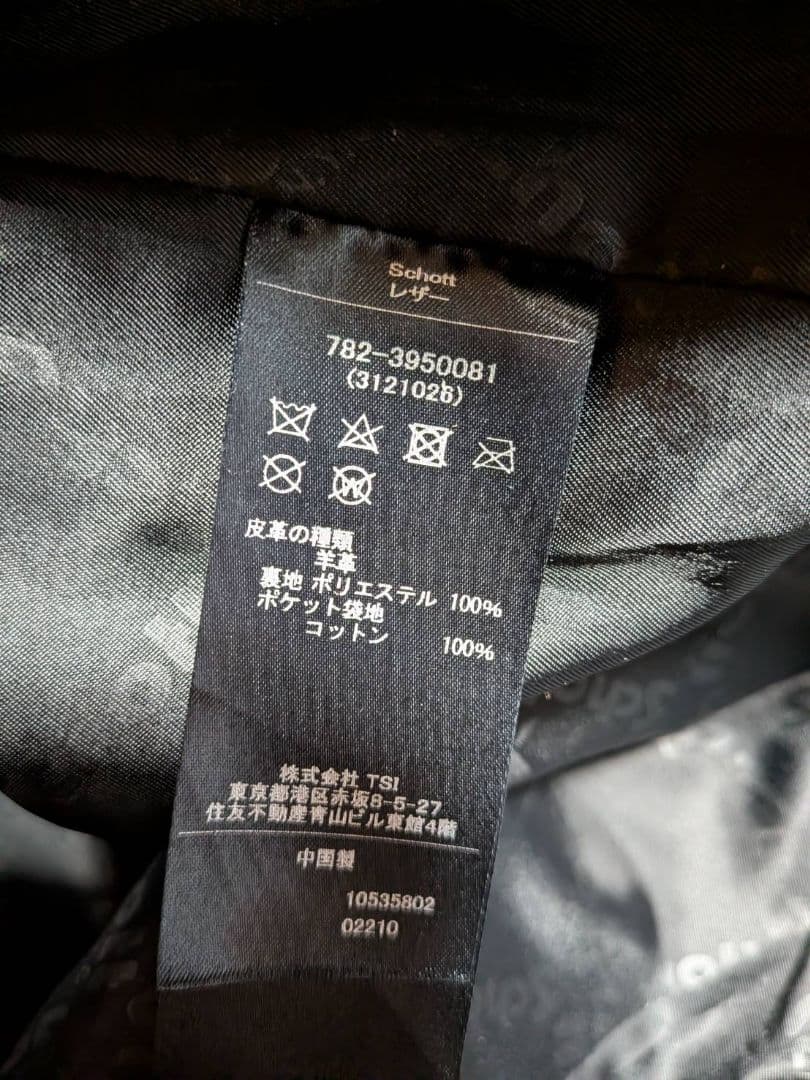 Schott
レザー
782-3950081
(3121026)
皮革の種類
羊革
裏地 ポリエステル 100%
ポケット袋地
コットン 100%
株式会社 TSI
東京都港区赤坂8-5-27
住友不動産青山ビル東館4階
中国製
10535802
02210